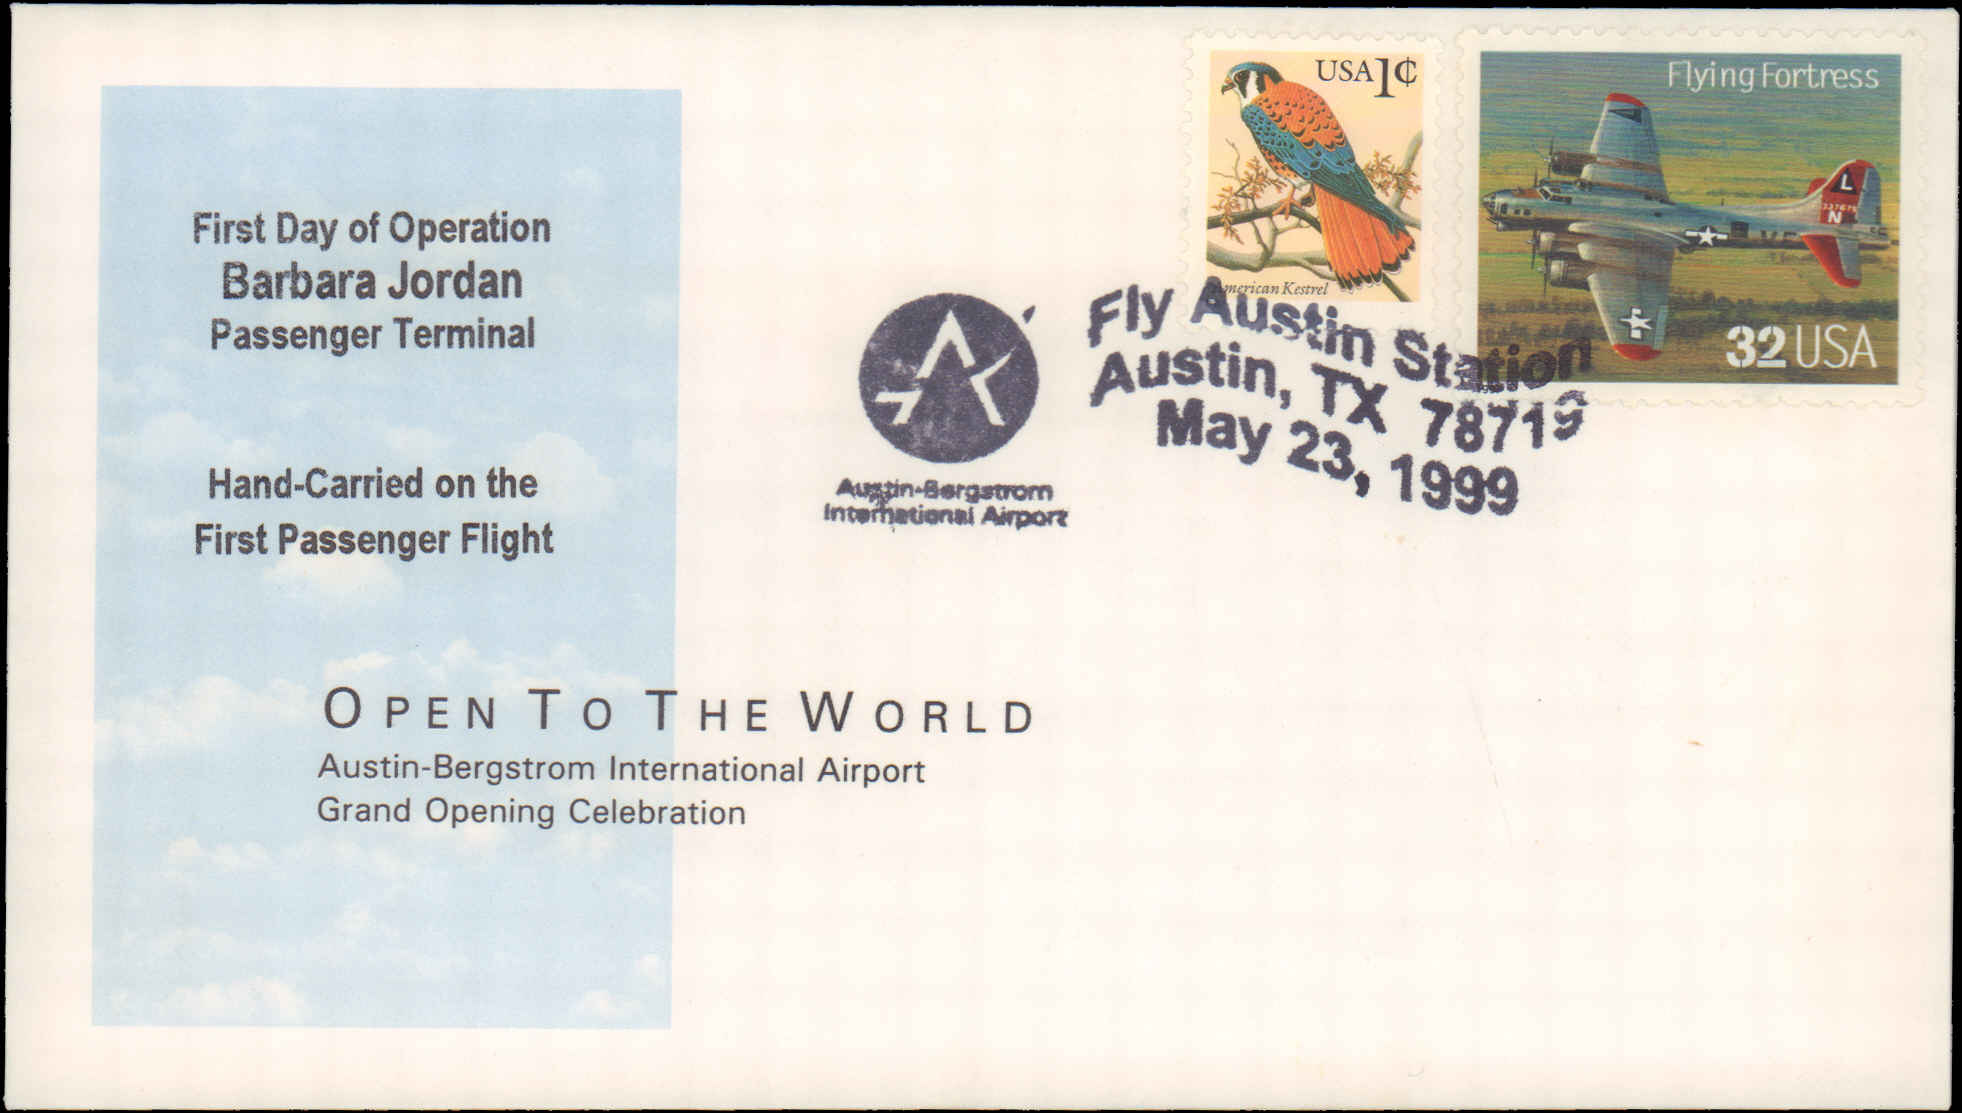 First Day of Operation
Barbara Jordan
Passenger Terminal
Hand-Carried on the
First Passenger Flight
OPEN TO THE WORLD
Austin-Bergstrom International Airport
Grand Opening Celebration
Austin-Bergstrom
International Airport
Fly Austin Station
Austin, TX 78719
May 23, 1999
USA 1¢
American Kestrel
Flying Fortress
L
N
32 USA